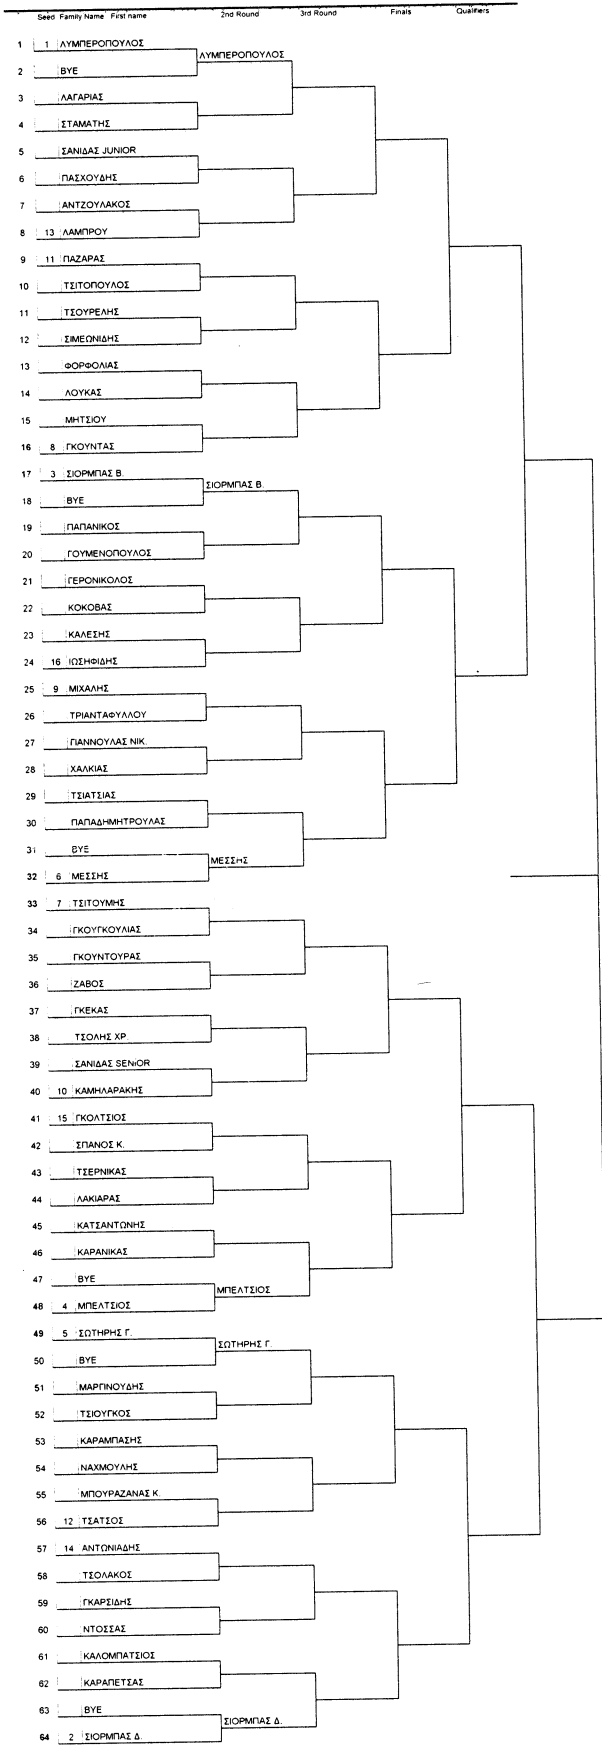 Seed Family Name First name 2nd Round 3rd Round Finals Qualifiers
1 1 ΛΥΜΠΕΡΟΠΟΥΛΟΣ
ΛΥΜΠΕΡΟΠΟΥΛΟΣ
2 BYE
3 ΛΑΓΑΡΙΑΣ
4 ΣΤΑΜΑΤΗΣ
5 ΣΑΝΙΔΑΣ JUNIOR
6 ΠΑΣΧΟΥΔΗΣ
7 ΑΝΤΖΟΥΛΑΚΟΣ
8 13 ΛΑΜΠΡΟΥ
9 11 ΠΑΖΑΡΑΣ
10 ΤΣΙΤΟΠΟΥΛΟΣ
11 ΤΣΟΥΡΕΛΗΣ
12 ΣΙΜΕΩΝΙΔΗΣ
13 ΦΟΡΦΟΛΙΑΣ
14 ΛΟΥΚΑΣ
15 ΜΗΤΣΙΟΥ
16 8 ΓΚΟΥΝΤΑΣ
17 3 ΣΙΟΡΜΠΑΣ Β.
ΣΙΟΡΜΠΑΣ Β.
18 BYE
19 ΠΑΠΑΝΙΚΟΣ
20 ΓΟΥΜΕΝΟΠΟΥΛΟΣ
21 ΓΕΡΟΝΙΚΟΛΟΣ
22 ΚΟΚΟΒΑΣ
23 ΚΑΛΕΣΗΣ
24 16 ΙΩΣΗΦΙΔΗΣ
25 9 ΜΙΧΑΛΗΣ
26 ΤΡΙΑΝΤΑΦΥΛΛΟΥ
27 ΓΙΑΝΝΟΥΛΑΣ ΝΙΚ.
28 ΧΑΛΚΙΑΣ
29 ΤΣΙΑΤΣΙΑΣ
30 ΠΑΠΑΔΗΜΗΤΡΟΥΛΑΣ
31 BYE
ΜΕΣΣΗΣ
32 6 ΜΕΣΣΗΣ
33 7 ΤΣΙΤΟΥΜΗΣ
34 ΓΚΟΥΓΚΟΥΛΙΑΣ
35 ΓΚΟΥΝΤΟΥΡΑΣ
36 ΖΑΒΟΣ
37 ΓΚΕΚΑΣ
38 ΤΣΟΛΗΣ ΧΡ.
39 ΣΑΝΙΔΑΣ SENIOR
40 10 ΚΑΜΗΛΑΡΑΚΗΣ
41 15 ΓΚΟΛΤΣΙΟΣ
42 ΣΠΑΝΟΣ Κ.
43 ΤΣΕΡΝΙΚΑΣ
44 ΛΑΚΙΑΡΑΣ
45 ΚΑΤΣΑΝΤΩΝΗΣ
46 ΚΑΡΑΝΙΚΑΣ
47 BYE
ΜΠΕΛΤΣΙΟΣ
48 4 ΜΠΕΛΤΣΙΟΣ
49 5 ΣΩΤΗΡΗΣ Γ.
ΣΩΤΗΡΗΣ Γ.
50 BYE
51 ΜΑΡΓΙΝΟΥΔΗΣ
52 ΤΣΙΟΥΓΚΟΣ
53 ΚΑΡΑΜΠΑΣΗΣ
54 ΝΑΧΜΟΥΛΗΣ
55 ΜΠΟΥΡΑΖΑΝΑΣ Κ.
56 12 ΤΣΑΤΣΟΣ
57 14 ΑΝΤΩΝΙΑΔΗΣ
58 ΤΣΟΛΑΚΟΣ
59 ΓΚΑΡΣΙΔΗΣ
60 ΝΤΟΣΣΑΣ
61 ΚΑΛΟΜΠΑΤΣΙΟΣ
62 ΚΑΡΑΠΕΤΣΑΣ
63 BYE
ΣΙΟΡΜΠΑΣ Δ.
64 2 ΣΙΟΡΜΠΑΣ Δ.